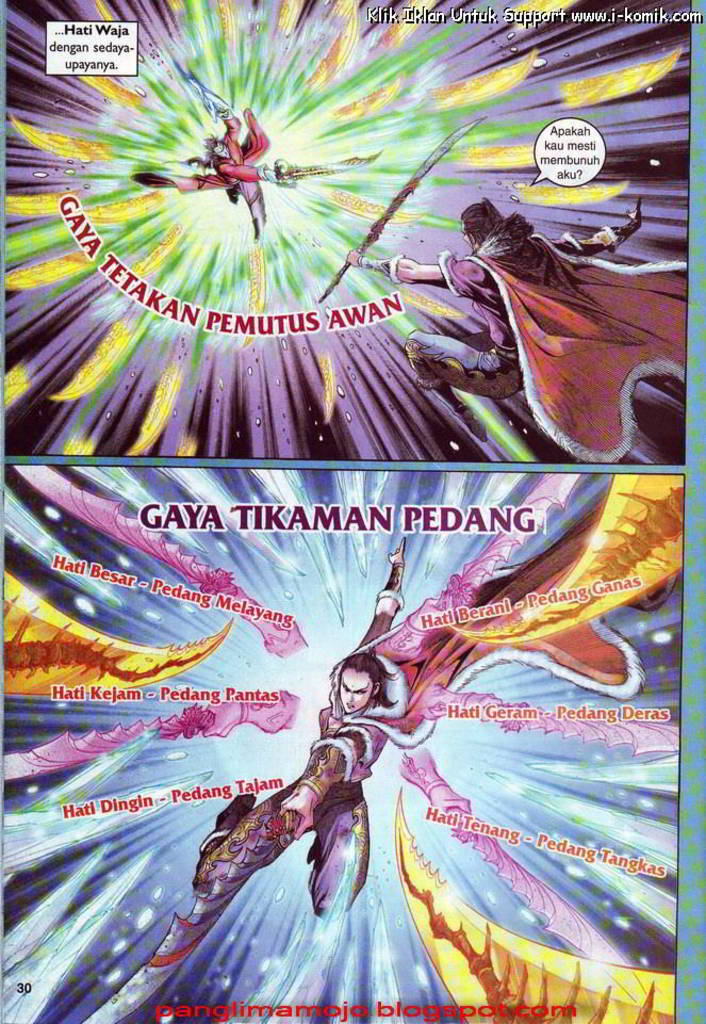 Klik Iklan Untuk Support www.i-komik.com
...Hati Waja
dengan sedaya-
upayanya.
Apakah
kau mesti
membunuh
aku?
GAYA TETAKAN PEMUTUS AWAN
GAYA TIKAMAN PEDANG
Hati Besar - Pedang Melayang
Hati Berani - Pedang Ganas
Hati Kejam - Pedang Pantas
Hati Geram - Pedang Deras
Hati Dingin - Pedang Tajam
Hati Tenang - Pedang Tangkas
30
panglimamojo.blogspot.com